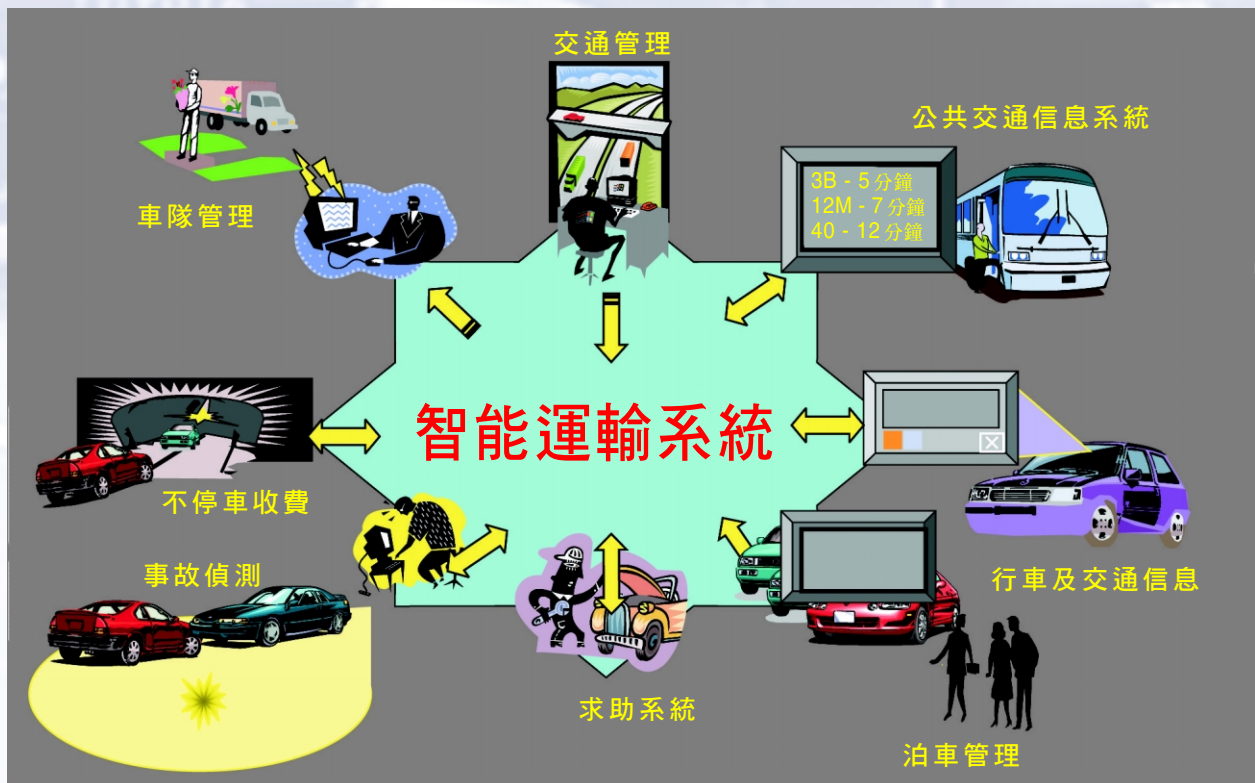 交通管理
公共交通信息系統
3B - 5 分鐘
12M - 7 分鐘
40 - 12 分鐘
車隊管理
智能運輸系統
不停車收費
事故偵測
行車及交通信息
求助系統
泊車管理